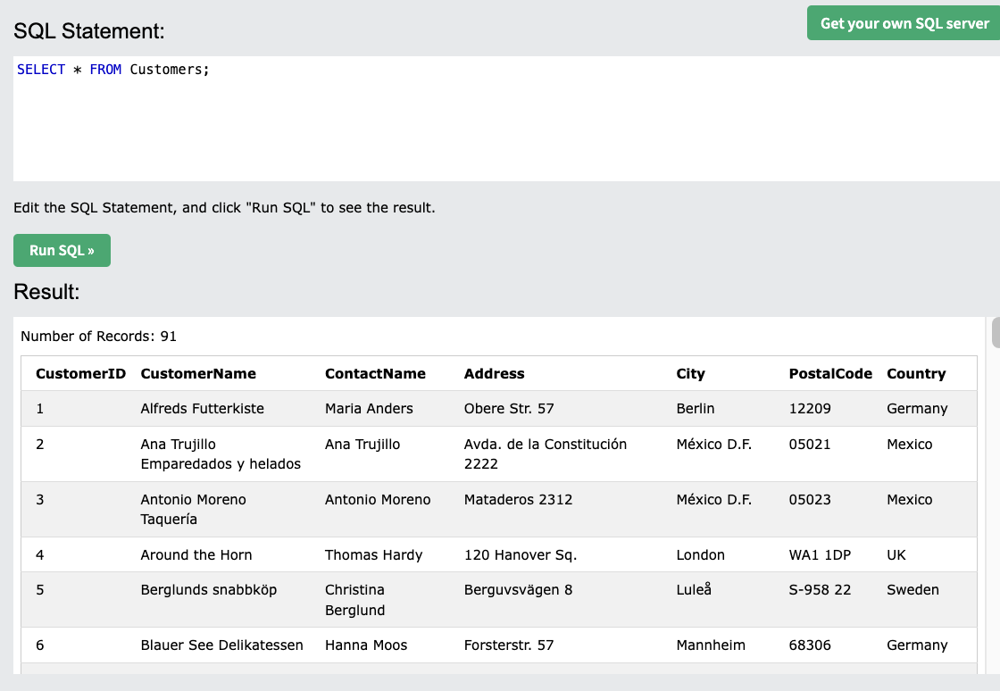 SQL Statement:
Get your own SQL server
SELECT * FROM Customers;
Edit the SQL Statement, and click "Run SQL" to see the result.
Run SQL »
Result:
Number of Records: 91
CustomerID CustomerName ContactName Address City PostalCode Country
1 Alfreds Futterkiste Maria Anders Obere Str. 57 Berlin 12209 Germany
2 Ana Trujillo Ana Trujillo Avda. de la Constitución México D.F. 05021 Mexico
Emparedados y helados 2222
3 Antonio Moreno Antonio Moreno Mataderos 2312 México D.F. 05023 Mexico
Taquería
4 Around the Horn Thomas Hardy 120 Hanover Sq. London WA1 1DP UK
5 Berglunds snabbköp Christina Berguvsvägen 8 Luleå S-958 22 Sweden
Berglund
6 Blauer See Delikatessen Hanna Moos Forsterstr. 57 Mannheim 68306 Germany